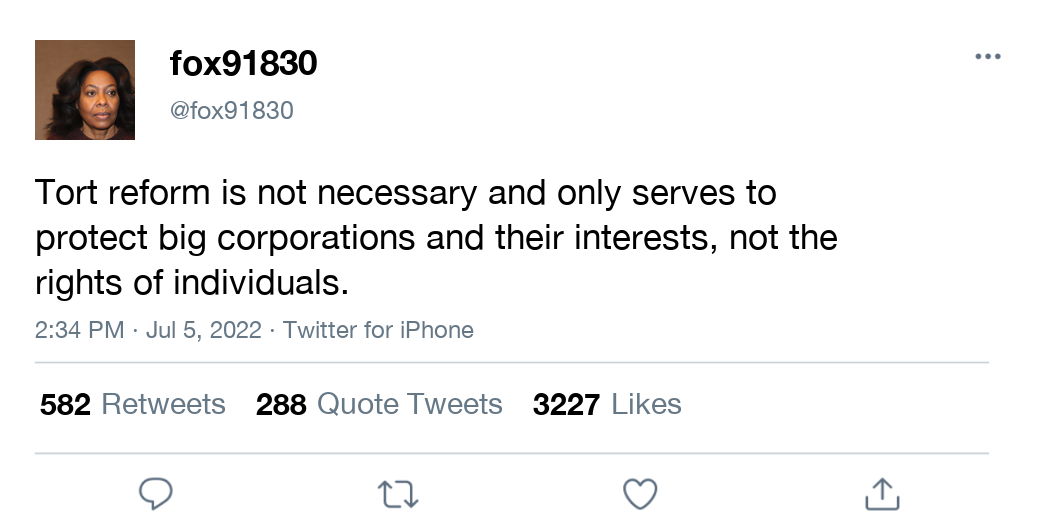 fox91830
@fox91830
Tort reform is not necessary and only serves to
protect big corporations and their interests, not the
rights of individuals.
2:34 PM · Jul 5, 2022 · Twitter for iPhone
582 Retweets 288 Quote Tweets 3227 Likes